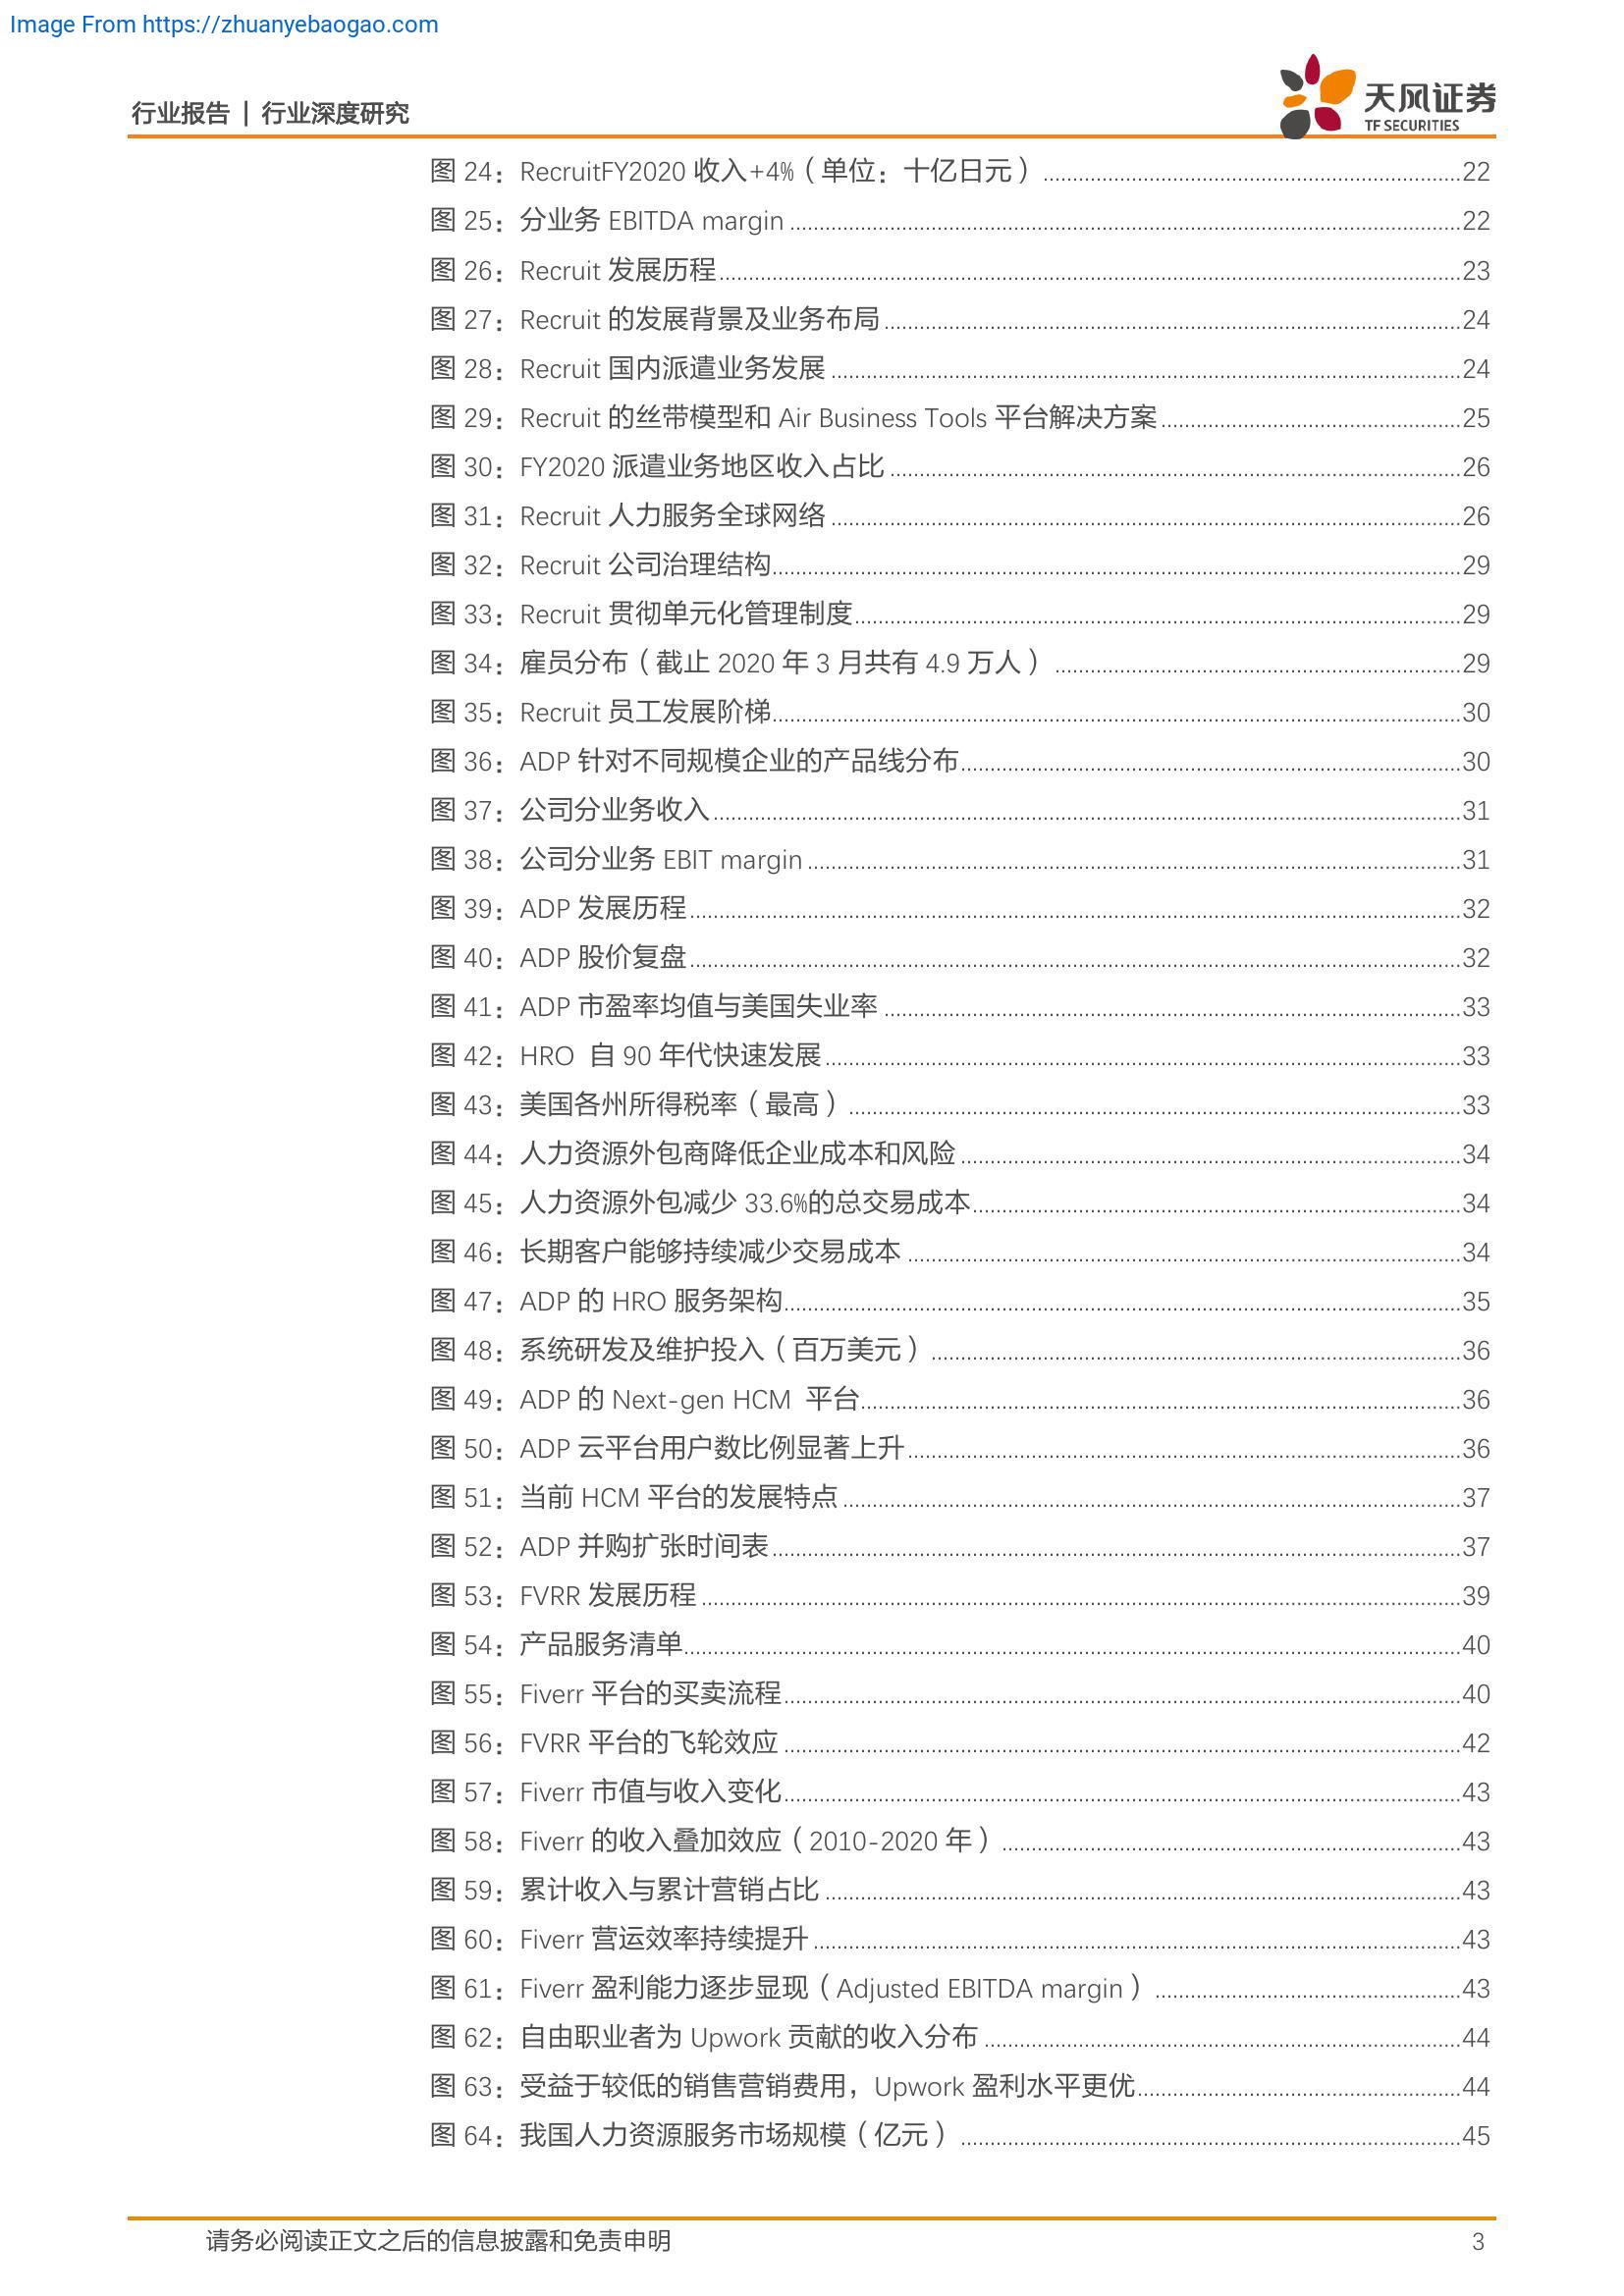 Image From https://zhuanyebaogao.com
行业报告 | 行业深度研究
天风证券
TF SECURITIES
图 24：RecruitFY2020 收入+4%（单位：十亿日元）22
图 25：分业务 EBITDA margin 22
图 26：Recruit 发展历程 23
图 27：Recruit 的发展背景及业务布局 24
图 28：Recruit 国内派遣业务发展 24
图 29：Recruit 的丝带模型和 Air Business Tools 平台解决方案 25
图 30：FY2020 派遣业务地区收入占比 26
图 31：Recruit 人力服务全球网络 26
图 32：Recruit 公司治理结构 29
图 33：Recruit 贯彻单元化管理制度 29
图 34：雇员分布（截止 2020 年 3 月共有 4.9 万人）29
图 35：Recruit 员工发展阶梯 30
图 36：ADP 针对不同规模企业的产品线分布 30
图 37：公司分业务收入 31
图 38：公司分业务 EBIT margin 31
图 39：ADP 发展历程 32
图 40：ADP 股价复盘 32
图 41：ADP 市盈率均值与美国失业率 33
图 42：HRO 自 90 年代快速发展 33
图 43：美国各州所得税率（最高）33
图 44：人力资源外包商降低企业成本和风险 34
图 45：人力资源外包减少 33.6%的总交易成本 34
图 46：长期客户能够持续减少交易成本 34
图 47：ADP 的 HRO 服务架构 35
图 48：系统研发及维护投入（百万美元）36
图 49：ADP 的 Next-gen HCM 平台 36
图 50：ADP 云平台用户数比例显著上升 36
图 51：当前 HCM 平台的发展特点 37
图 52：ADP 并购扩张时间表 37
图 53：FVRR 发展历程 39
图 54：产品服务清单 40
图 55：Fiverr 平台的买卖流程 40
图 56：FVRR 平台的飞轮效应 42
图 57：Fiverr 市值与收入变化 43
图 58：Fiverr 的收入叠加效应（2010-2020 年）43
图 59：累计收入与累计营销占比 43
图 60：Fiverr 营运效率持续提升 43
图 61：Fiverr 盈利能力逐步显现（Adjusted EBITDA margin）43
图 62：自由职业者为 Upwork 贡献的收入分布 44
图 63：受益于较低的销售营销费用，Upwork 盈利水平更优 44
图 64：我国人力资源服务市场规模（亿元）45
请务必阅读正文之后的信息披露和免责申明 3